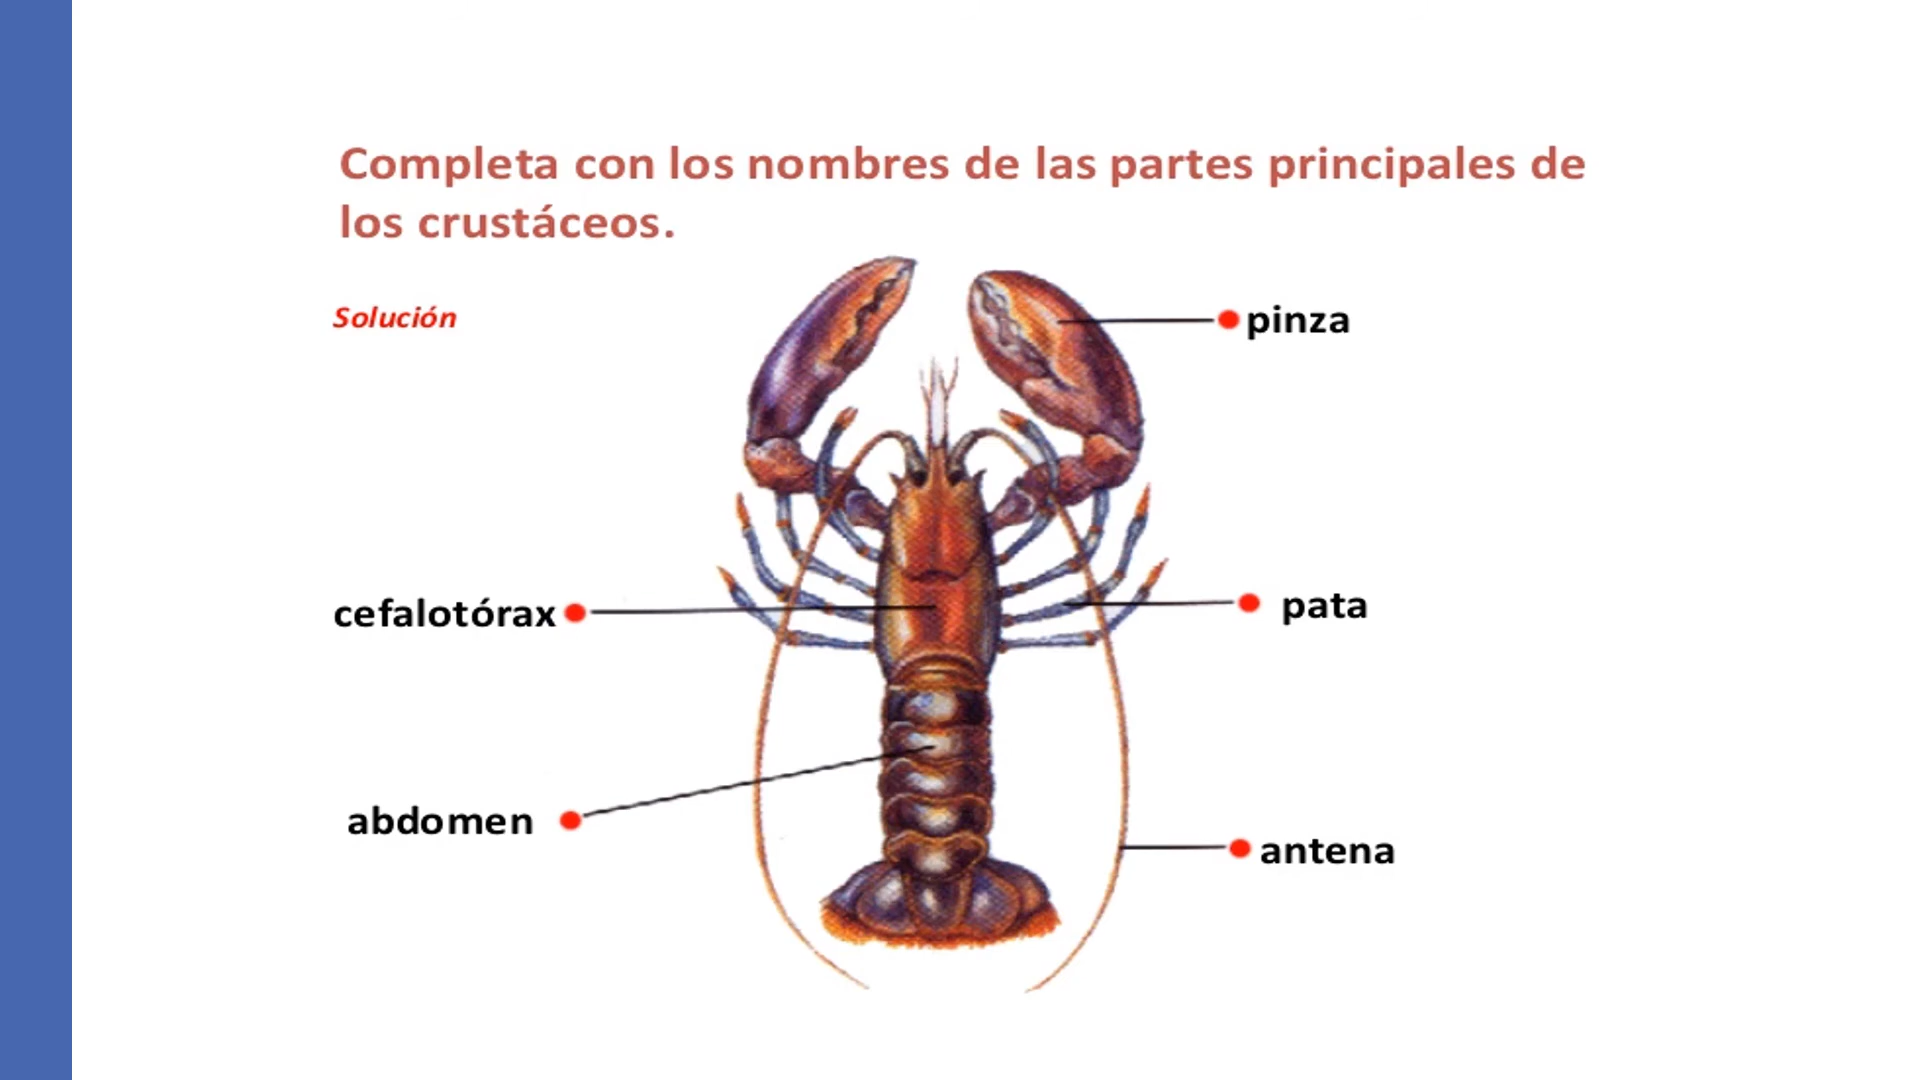 Completa con los nombres de las partes principales de
los crustáceos.
Solución
pinza
cefalotórax
pata
abdomen
antena